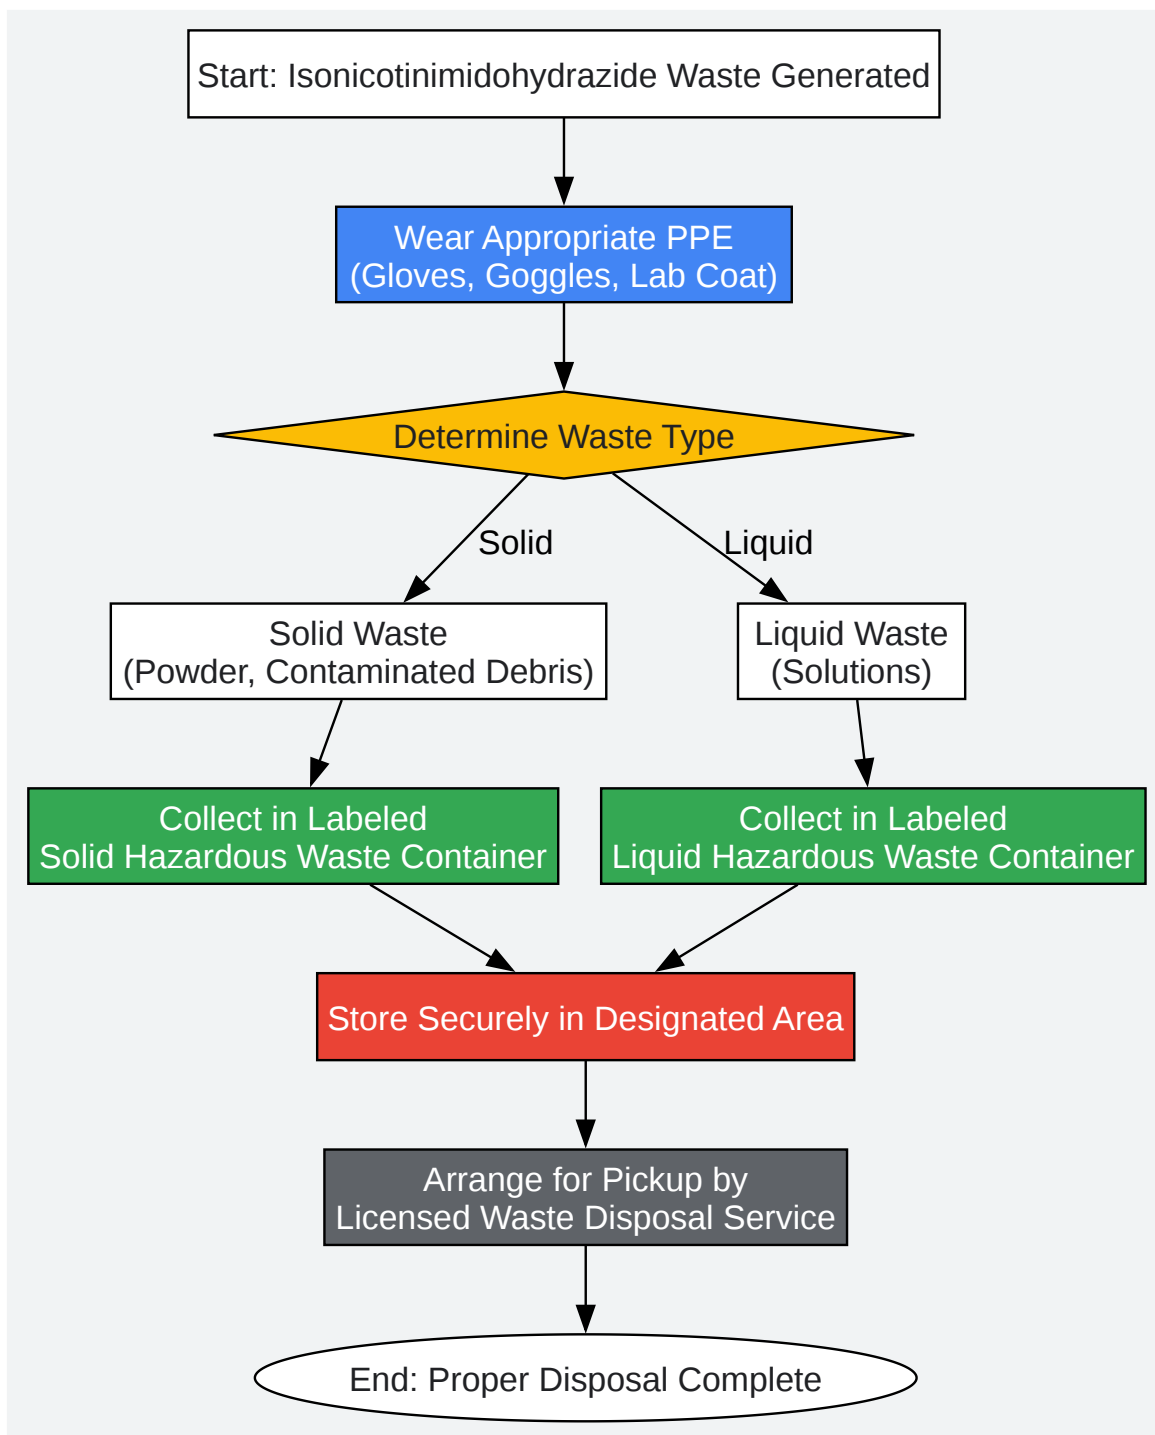 Start: Isonicotinimidohydrazide Waste Generated
Wear Appropriate PPE
(Gloves, Goggles, Lab Coat)
Determine Waste Type
Solid
Liquid
Solid Waste
(Powder, Contaminated Debris)
Liquid Waste
(Solutions)
Collect in Labeled
Solid Hazardous Waste Container
Collect in Labeled
Liquid Hazardous Waste Container
Store Securely in Designated Area
Arrange for Pickup by
Licensed Waste Disposal Service
End: Proper Disposal Complete